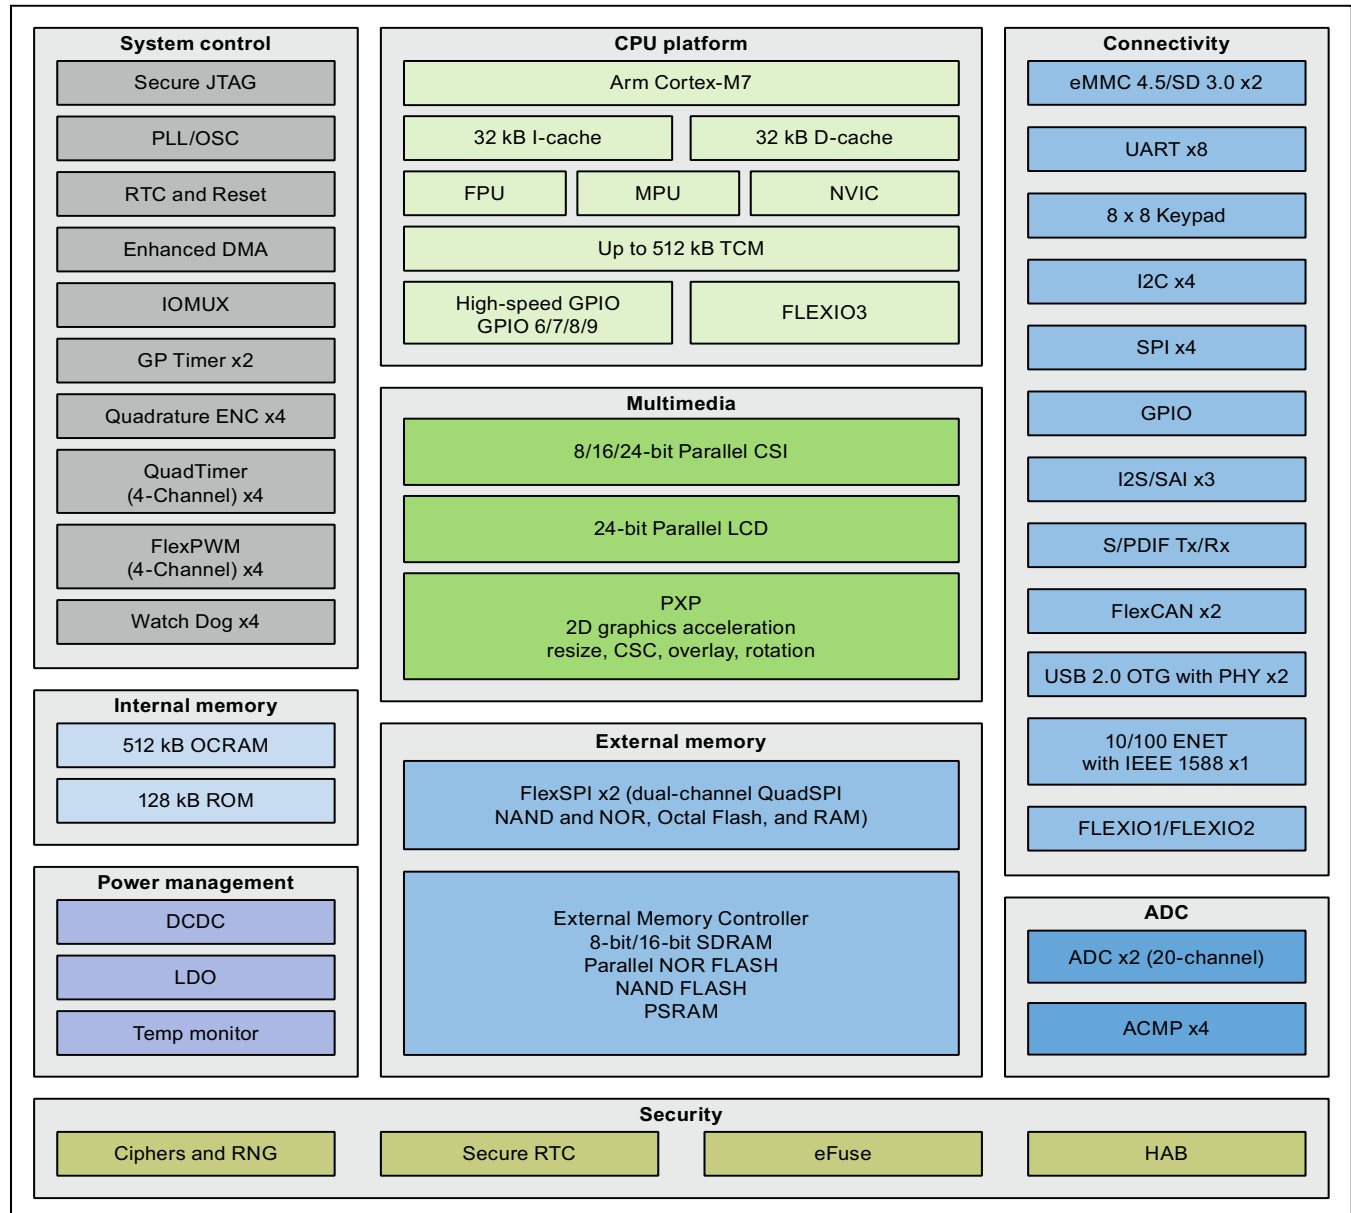 System control
Secure JTAG
PLL/OSC
RTC and Reset
Enhanced DMA
IOMUX
GP Timer x2
Quadrature ENC x4
QuadTimer
(4-Channel) x4
FlexPWM
(4-Channel) x4
Watch Dog x4
Internal memory
512 kB OCRAM
128 kB ROM
Power management
DCDC
LDO
Temp monitor
CPU platform
Arm Cortex-M7
32 kB I-cache
32 kB D-cache
FPU
MPU
NVIC
Up to 512 kB TCM
High-speed GPIO
GPIO 6/7/8/9
FLEXIO3
Multimedia
8/16/24-bit Parallel CSI
24-bit Parallel LCD
PXP
2D graphics acceleration
resize, CSC, overlay, rotation
External memory
FlexSPI x2 (dual-channel QuadSPI
NAND and NOR, Octal Flash, and RAM)
External Memory Controller
8-bit/16-bit SDRAM
Parallel NOR FLASH
NAND FLASH
PSRAM
Connectivity
eMMC 4.5/SD 3.0 x2
UART x8
8 x 8 Keypad
I2C x4
SPI x4
GPIO
I2S/SAI x3
S/PDIF Tx/Rx
FlexCAN x2
USB 2.0 OTG with PHY x2
10/100 ENET
with IEEE 1588 x1
FLEXIO1/FLEXIO2
ADC
ADC x2 (20-channel)
ACMP x4
Security
Ciphers and RNG
Secure RTC
eFuse
HAB